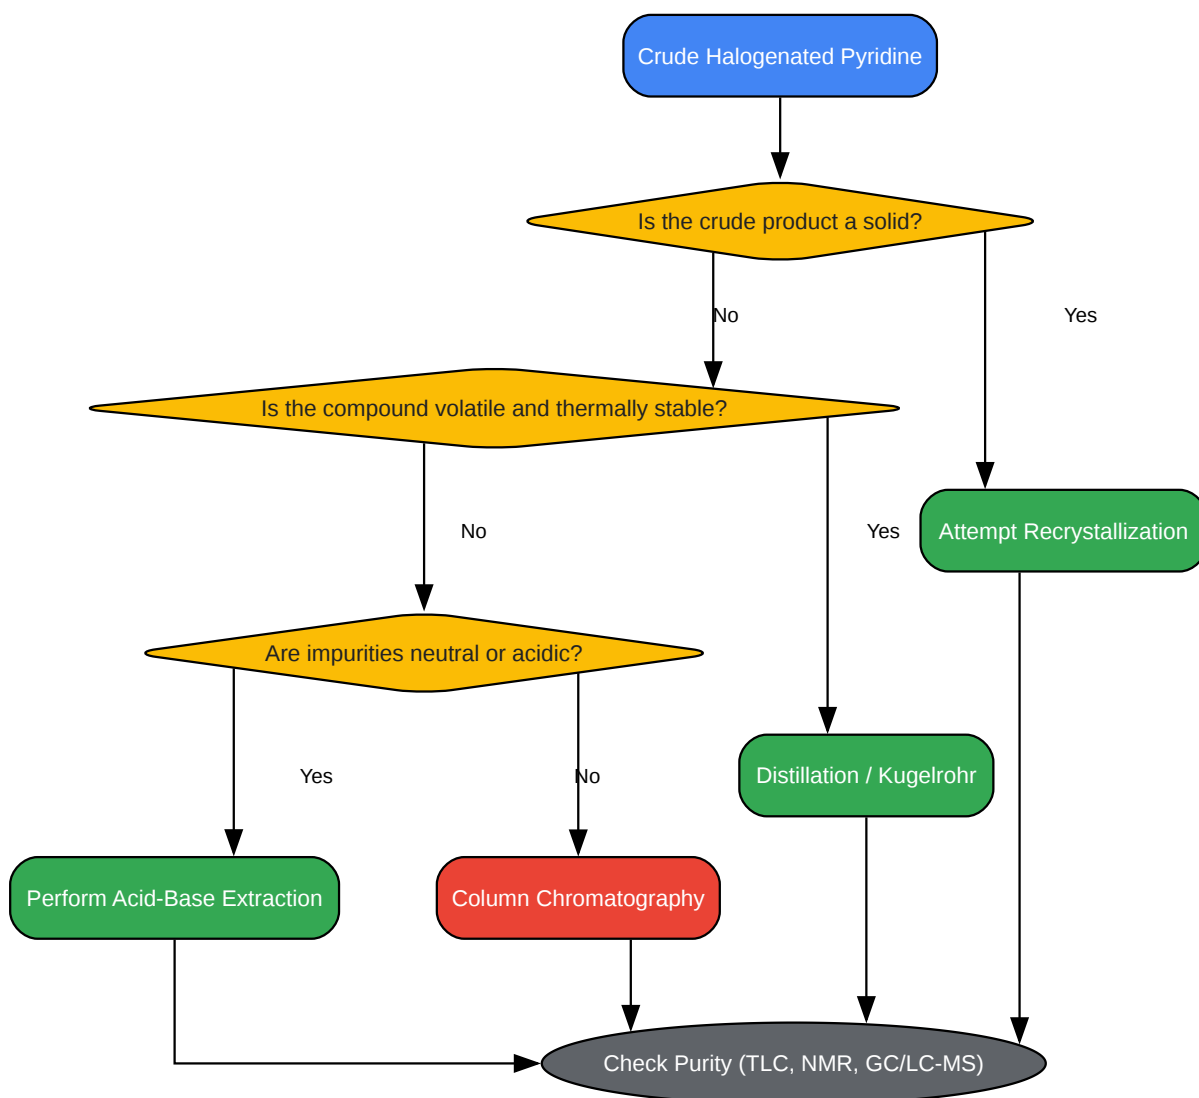 Crude Halogenated Pyridine
Is the crude product a solid?
No
Yes
Is the compound volatile and thermally stable?
No
Yes
Attempt Recrystallization
Are impurities neutral or acidic?
Yes
No
Distillation / Kugelrohr
Perform Acid-Base Extraction
Column Chromatography
Check Purity (TLC, NMR, GC/LC-MS)